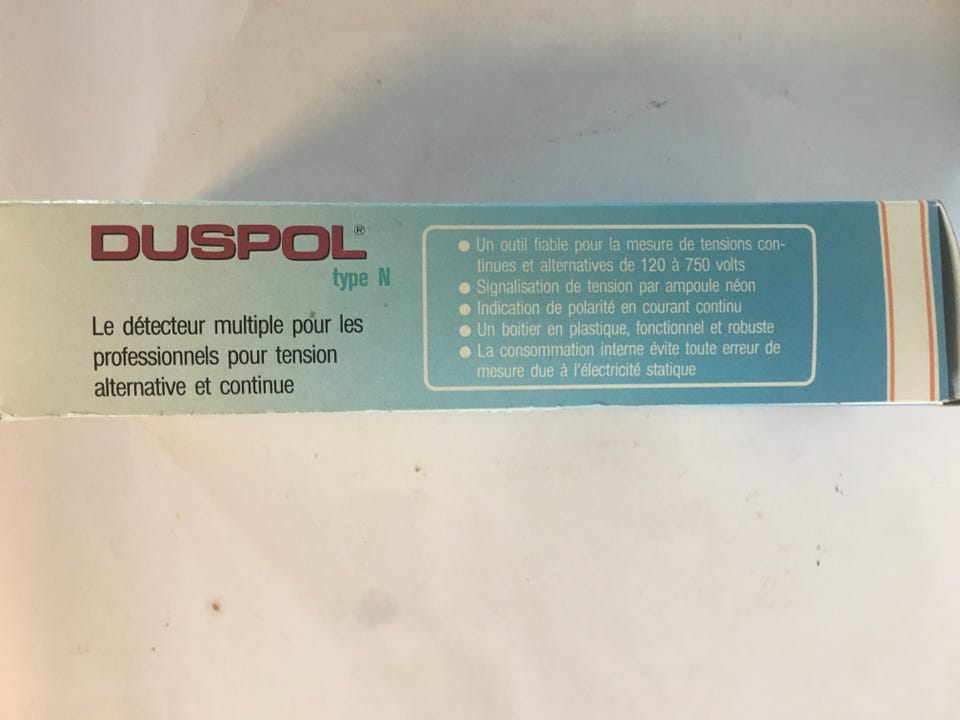 DUSPOL®
type N
Le détecteur multiple pour les
professionnels pour tension
alternative et continue
● Un outil fiable pour la mesure de tensions con-
tinues et alternatives de 120 à 750 volts
● Signalisation de tension par ampoule néon
● Indication de polarité en courant continu
● Un boitier en plastique, fonctionnel et robuste
● La consommation interne évite toute erreur de
mesure due à l'électricité statique